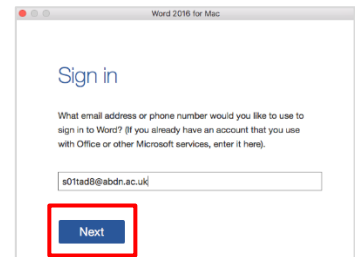 Word 2016 for Mac
Sign in
What email address or phone number would you like to use to
sign in to Word? (If you already have an account that you use
with Office or other Microsoft services, enter it here).
s01tad8@abdn.ac.uk
Next